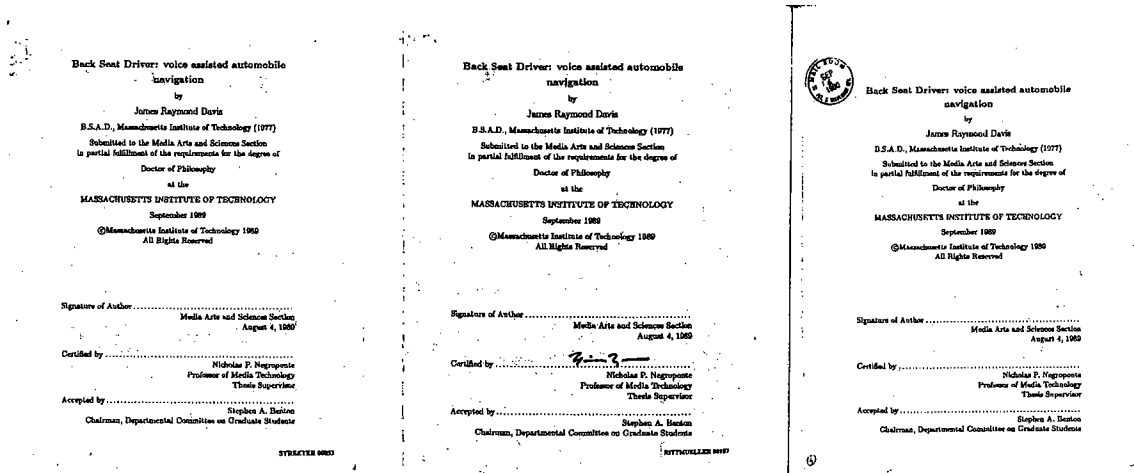 Back Seat Driver: voice assisted automobile
navigation
by
James Raymond Davis
B.S.A.D., Massachusetts Institute of Technology (1977)
Submitted to the Media Arts and Sciences Section
in partial fulfillment of the requirements for the degree of
Doctor of Philosophy
at the
MASSACHUSETTS INSTITUTE OF TECHNOLOGY
September 1989
©Massachusetts Institute of Technology 1989
All Rights Reserved
Signature of Author
Media Arts and Sciences Section
August 4, 1989
Certified by
Nicholas P. Negroponte
Professor of Media Technology
Thesis Supervisor
Accepted by
Stephen A. Benton
Chairman, Departmental Committee on Graduate Students
Back Seat Driver: voice assisted automobile
navigation
by
James Raymond Davis
B.S.A.D., Massachusetts Institute of Technology (1977)
Submitted to the Media Arts and Sciences Section
in partial fulfillment of the requirements for the degree of
Doctor of Philosophy
at the
MASSACHUSETTS INSTITUTE OF TECHNOLOGY
September 1989
©Massachusetts Institute of Technology 1989
All Rights Reserved
Signature of Author
Media Arts and Sciences Section
August 4, 1989
Certified by
Nicholas P. Negroponte
Professor of Media Technology
Thesis Supervisor
Accepted by
Stephen A. Benton
Chairman, Departmental Committee on Graduate Students
RITTMUELLER
MAIL ROOM
SEP
Back Seat Driver: voice assisted automobile
navigation
by
James Raymond Davis
B.S.A.D., Massachusetts Institute of Technology (1977)
Submitted to the Media Arts and Sciences Section
in partial fulfillment of the requirements for the degree of
Doctor of Philosophy
at the
MASSACHUSETTS INSTITUTE OF TECHNOLOGY
September 1989
©Massachusetts Institute of Technology 1989
All Rights Reserved
Signature of Author
Media Arts and Sciences Section
August 4, 1989
Certified by
Nicholas P. Negroponte
Professor of Media Technology
Thesis Supervisor
Accepted by
Stephen A. Benton
Chairman, Departmental Committee on Graduate Students